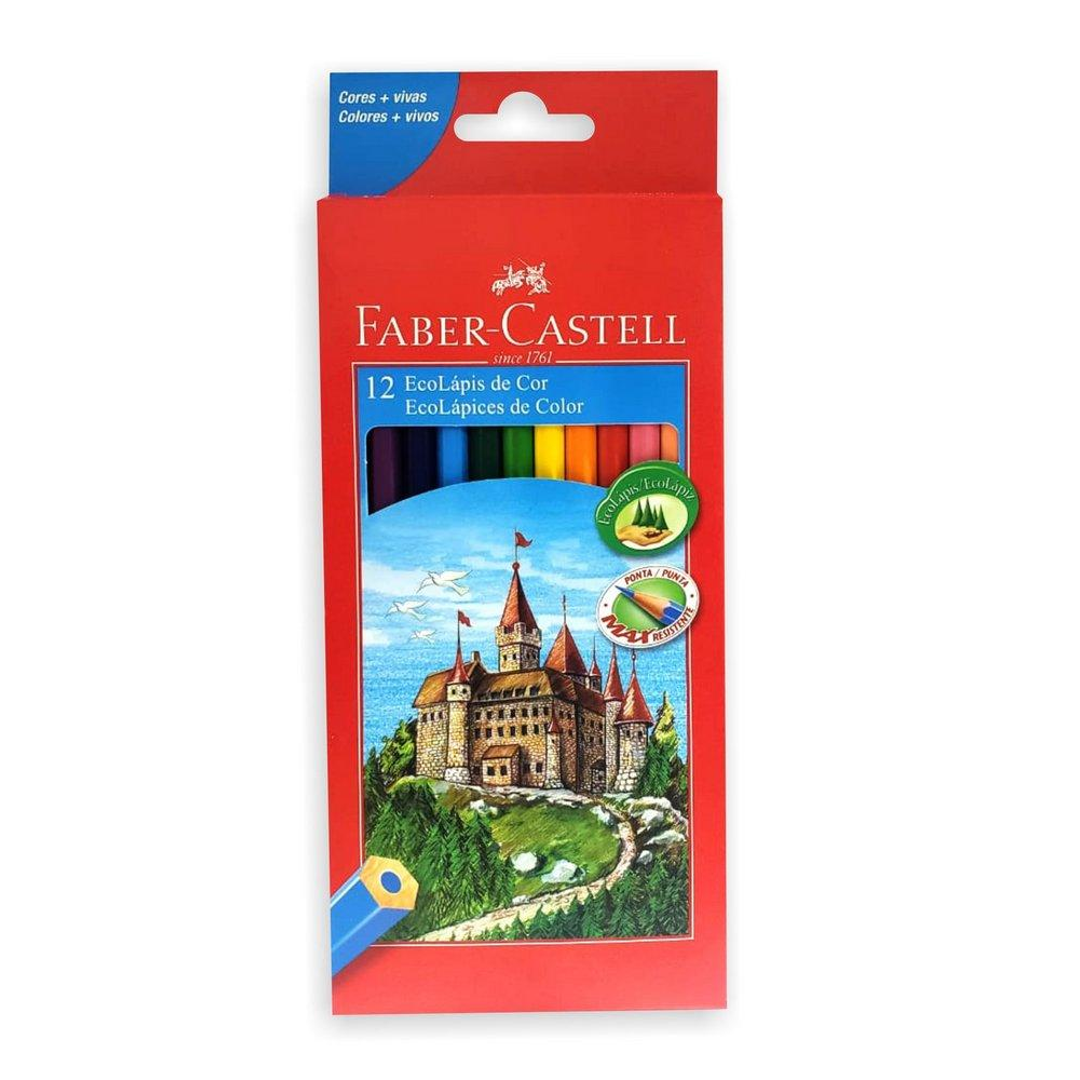 Cores + vivas
Colores + vivos
FABER-CASTELL
since 1761
12 EcoLápis de Cor
EcoLápices de Color
EcoLápis/EcoLápiz
PONTA / PUNTA
MAX RESISTENTE